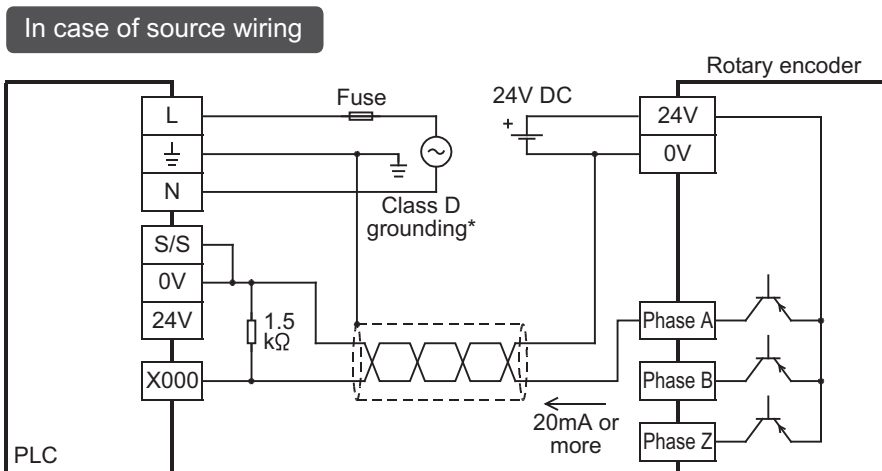 In case of source wiring
Rotary encoder
Fuse
24V DC
+
L
N
24V
0V
Class D
grounding*
S/S
0V
24V
X000
1.5
kΩ
Phase A
Phase B
Phase Z
20mA or
more
PLC